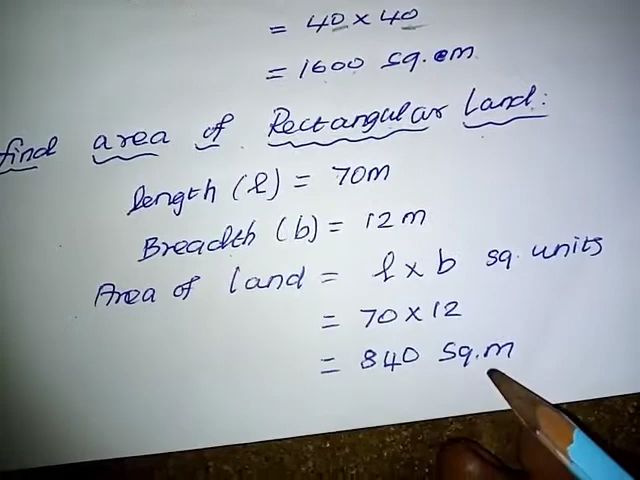 = 40 × 40
= 1600 sq.cm
find area of Rectangular Land:
length (l) = 70m
Breadth (b) = 12m
Area of land = l × b sq. units
= 70 × 12
= 840 Sq.m